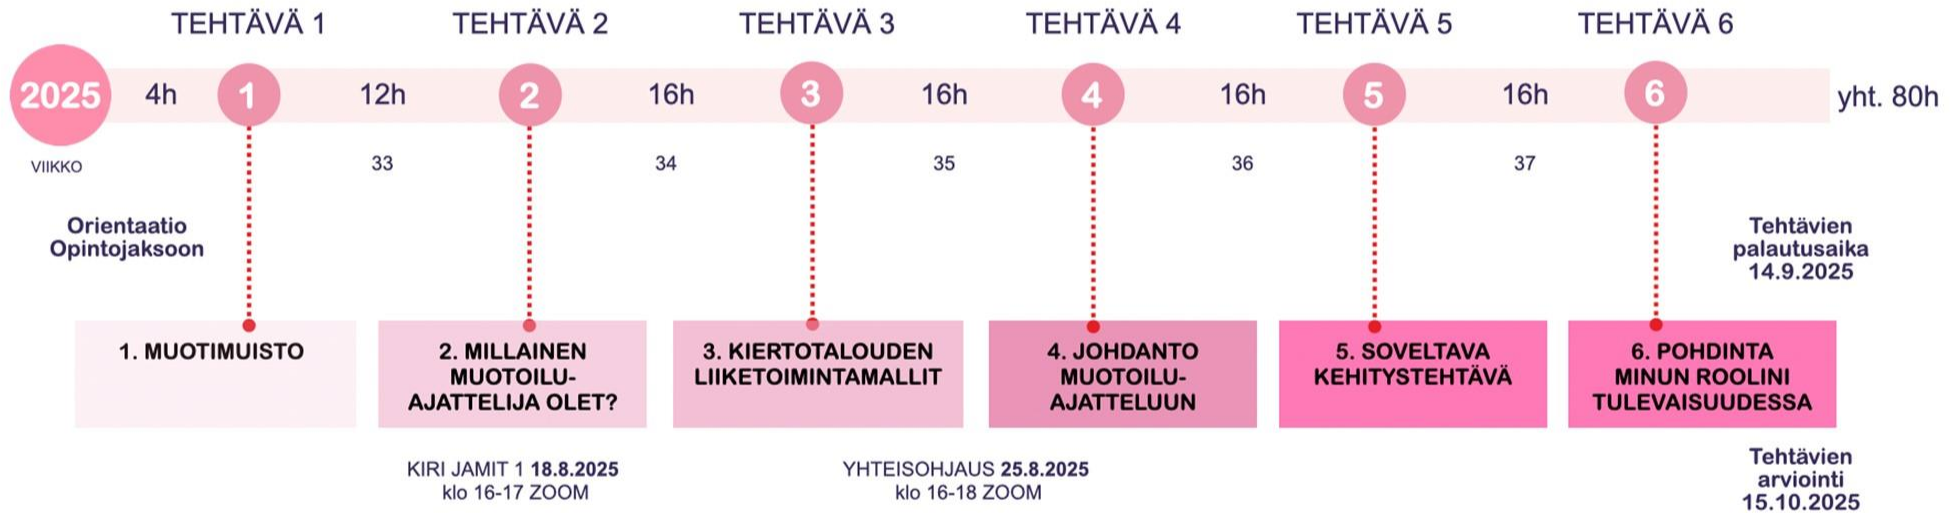 TEHTÄVÄ 1 TEHTÄVÄ 2 TEHTÄVÄ 3 TEHTÄVÄ 4 TEHTÄVÄ 5 TEHTÄVÄ 6
2025 4h 1 12h 2 16h 3 16h 4 16h 5 16h 6 yht. 80h
VIIKKO 33 34 35 36 37
Orientaatio
Opintojaksoon
Tehtävien
palautusaika
14.9.2025
1. MUOTIMUISTO
2. MILLAINEN
MUOTOILU-
AJATTELIJA OLET?
3. KIERTOTALOUDEN
LIIKETOIMINTAMALLIT
4. JOHDANTO
MUOTOILU-
AJATTELUUN
5. SOVELTAVA
KEHITYSTEHTÄVÄ
6. POHDINTA
MINUN ROOLINI
TULEVAISUUDESSA
KIRI JAMIT 1 18.8.2025
klo 16-17 ZOOM
YHTEISOHJAUS 25.8.2025
klo 16-18 ZOOM
Tehtävien
arviointi
15.10.2025